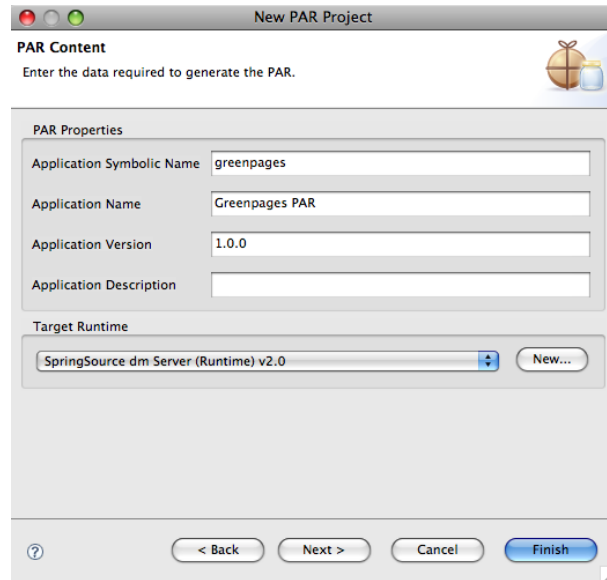 New PAR Project
PAR Content
Enter the data required to generate the PAR.
PAR Properties
Application Symbolic Name greenpages
Application Name Greenpages PAR
Application Version 1.0.0
Application Description
Target Runtime
SpringSource dm Server (Runtime) v2.0 New...
? < Back Next > Cancel Finish